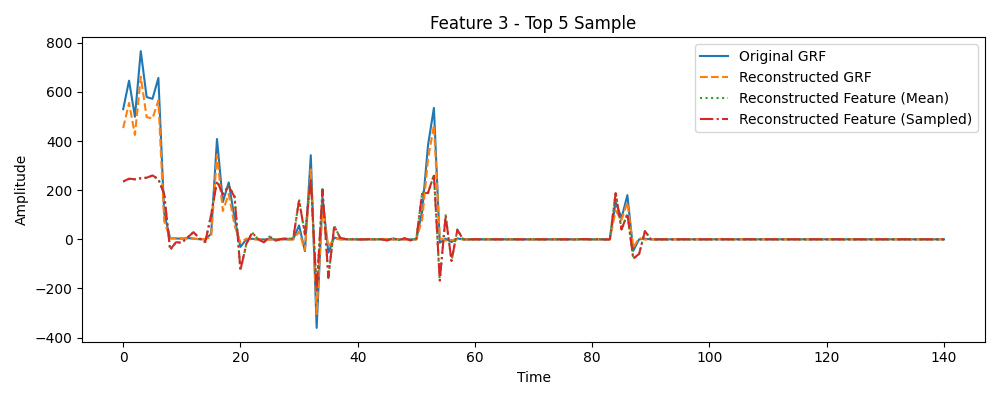 Feature 3 - Top 5 Sample
Original GRF
Reconstructed GRF
Reconstructed Feature (Mean)
Reconstructed Feature (Sampled)
Amplitude
800
600
400
200
0
−200
−400
0 20 40 60 80 100 120 140
Time